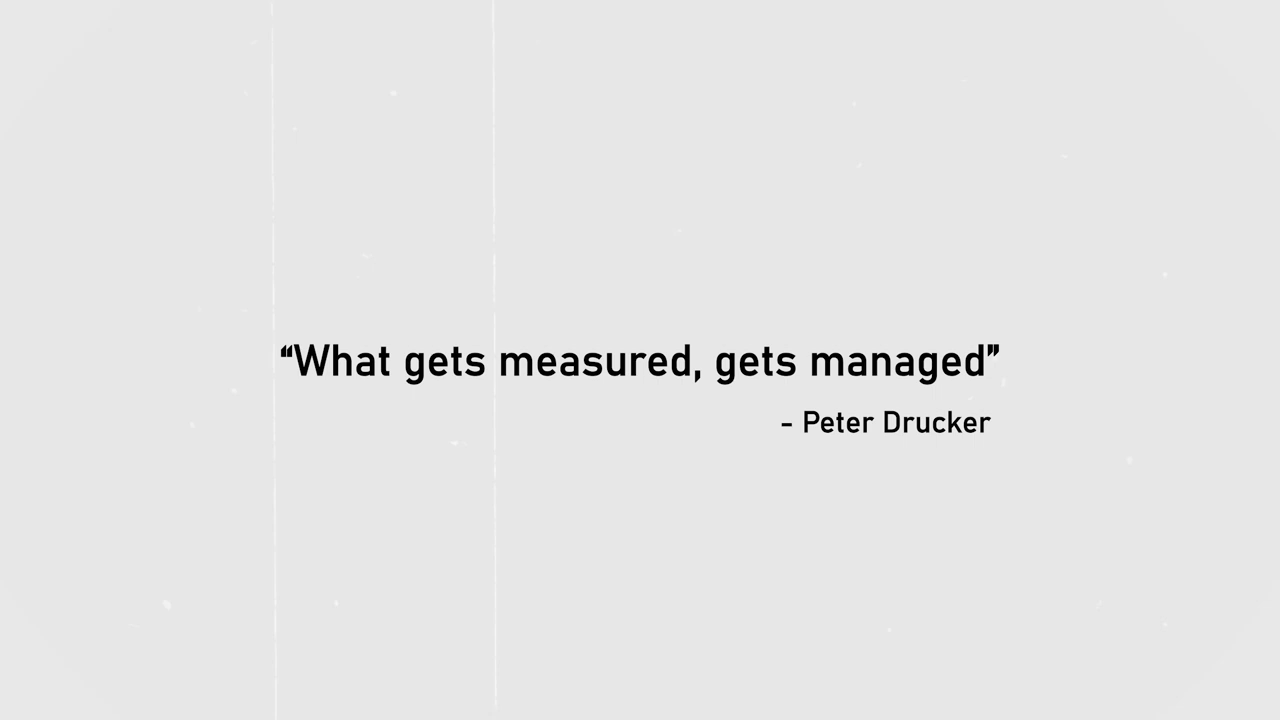 “What gets measured, gets managed”
- Peter Drucker